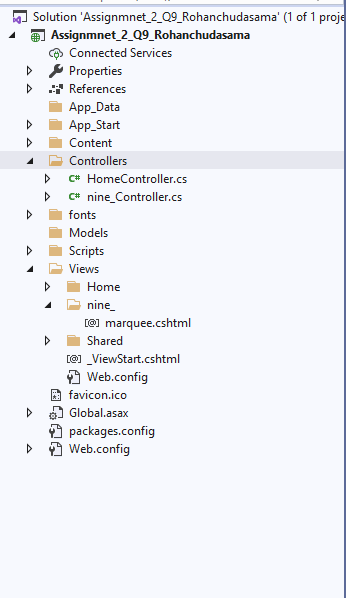 Solution 'Assignmnet_2_Q9_Rohanchudasama' (1 of 1 proje
Assignmnet_2_Q9_Rohanchudasama
Connected Services
Properties
References
App_Data
App_Start
Content
Controllers
C# HomeController.cs
C# nine_Controller.cs
fonts
Models
Scripts
Views
Home
nine_
[@] marquee.cshtml
Shared
[@] _ViewStart.cshtml
Web.config
favicon.ico
Global.asax
packages.config
Web.config